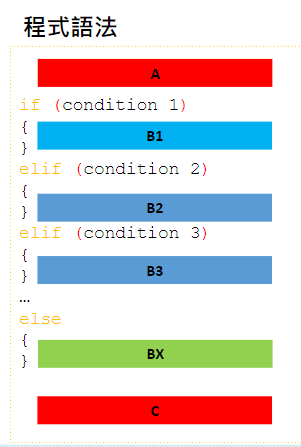 程式語法
A
if (condition 1)
{
B1
}
elif (condition 2)
{
B2
}
elif (condition 3)
{
B3
}
…
else
{
BX
}
C